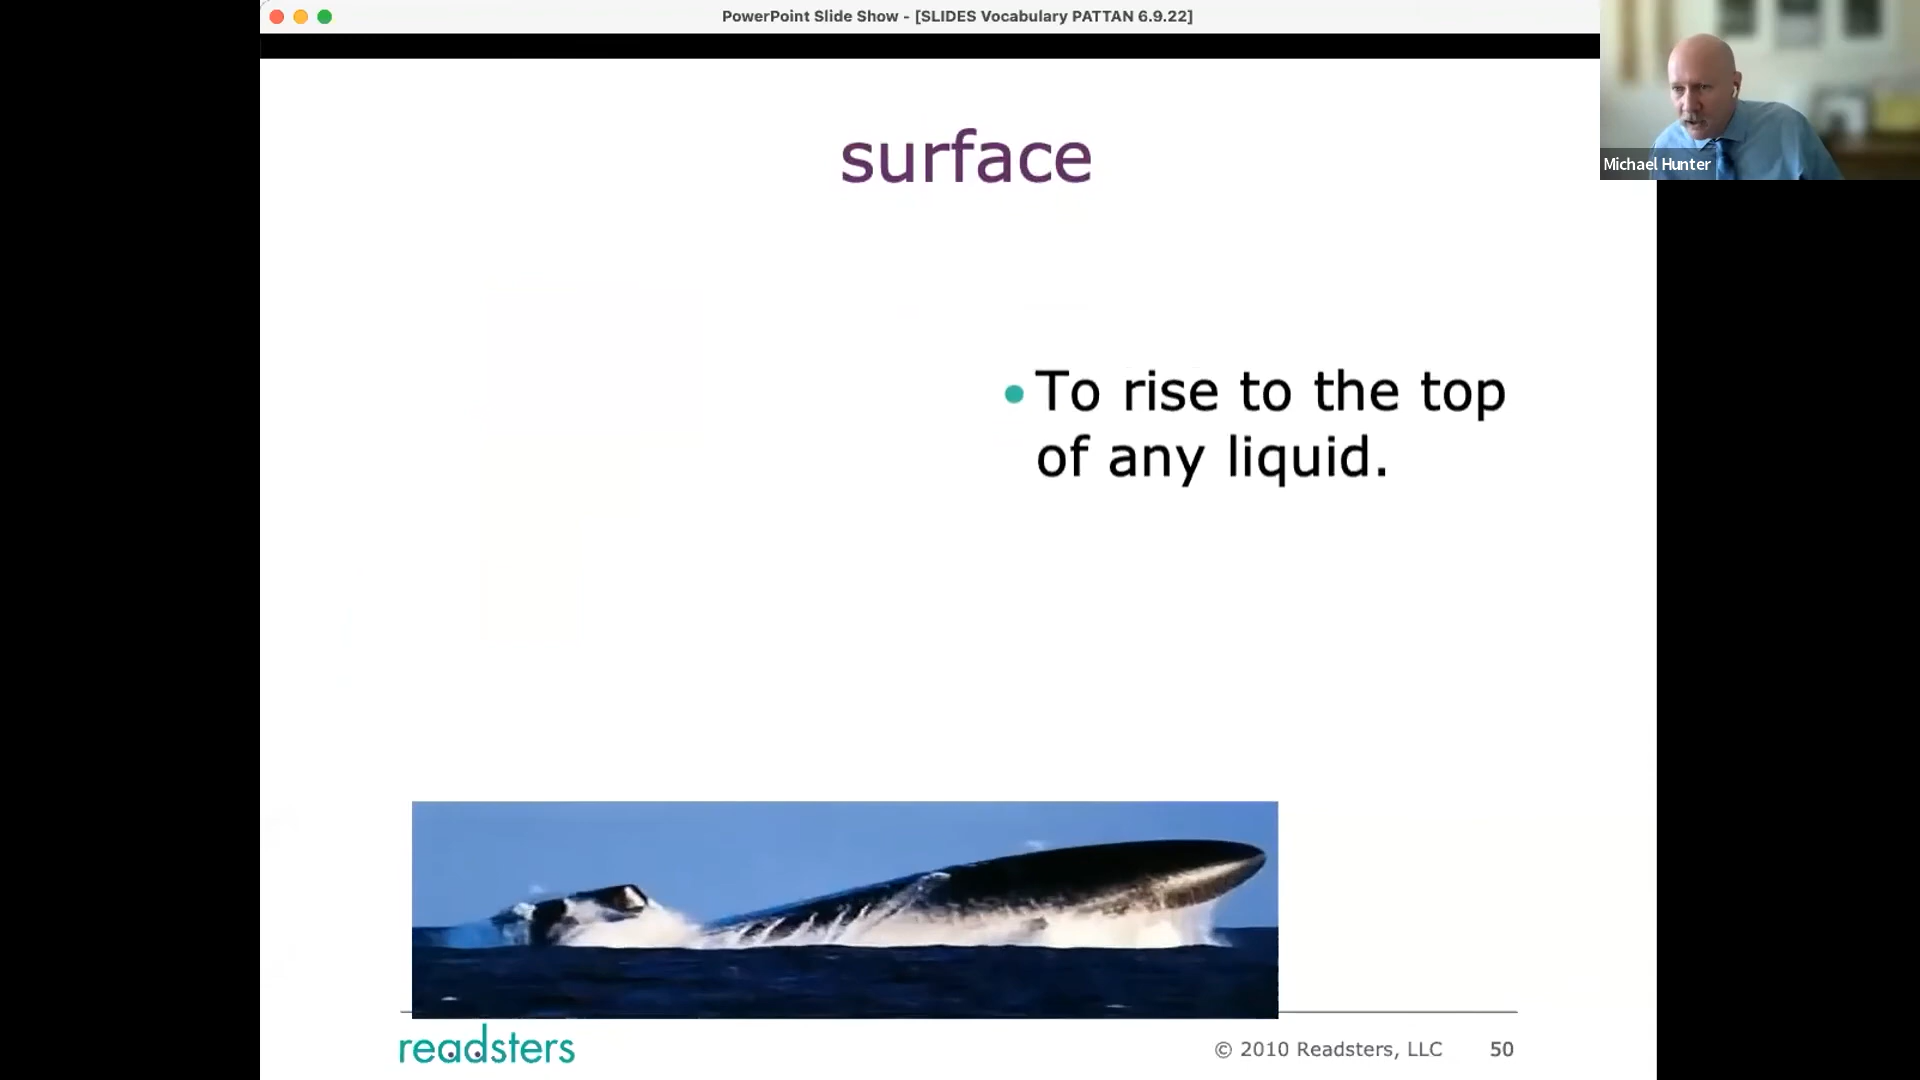 PowerPoint Slide Show - [SLIDES Vocabulary PATTAN 6.9.22]
Michael Hunter
surface
• To rise to the top
of any liquid.
readsters
© 2010 Readsters, LLC 50